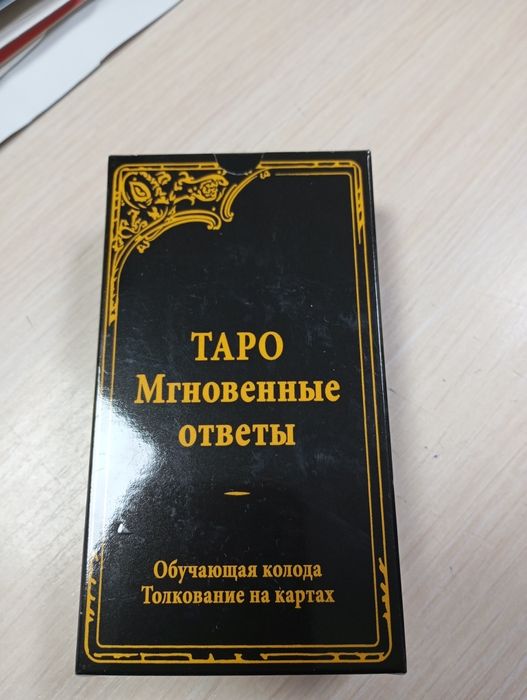 ТАРО
Мгновенные
ответы
Обучающая колода
Толкование на картах